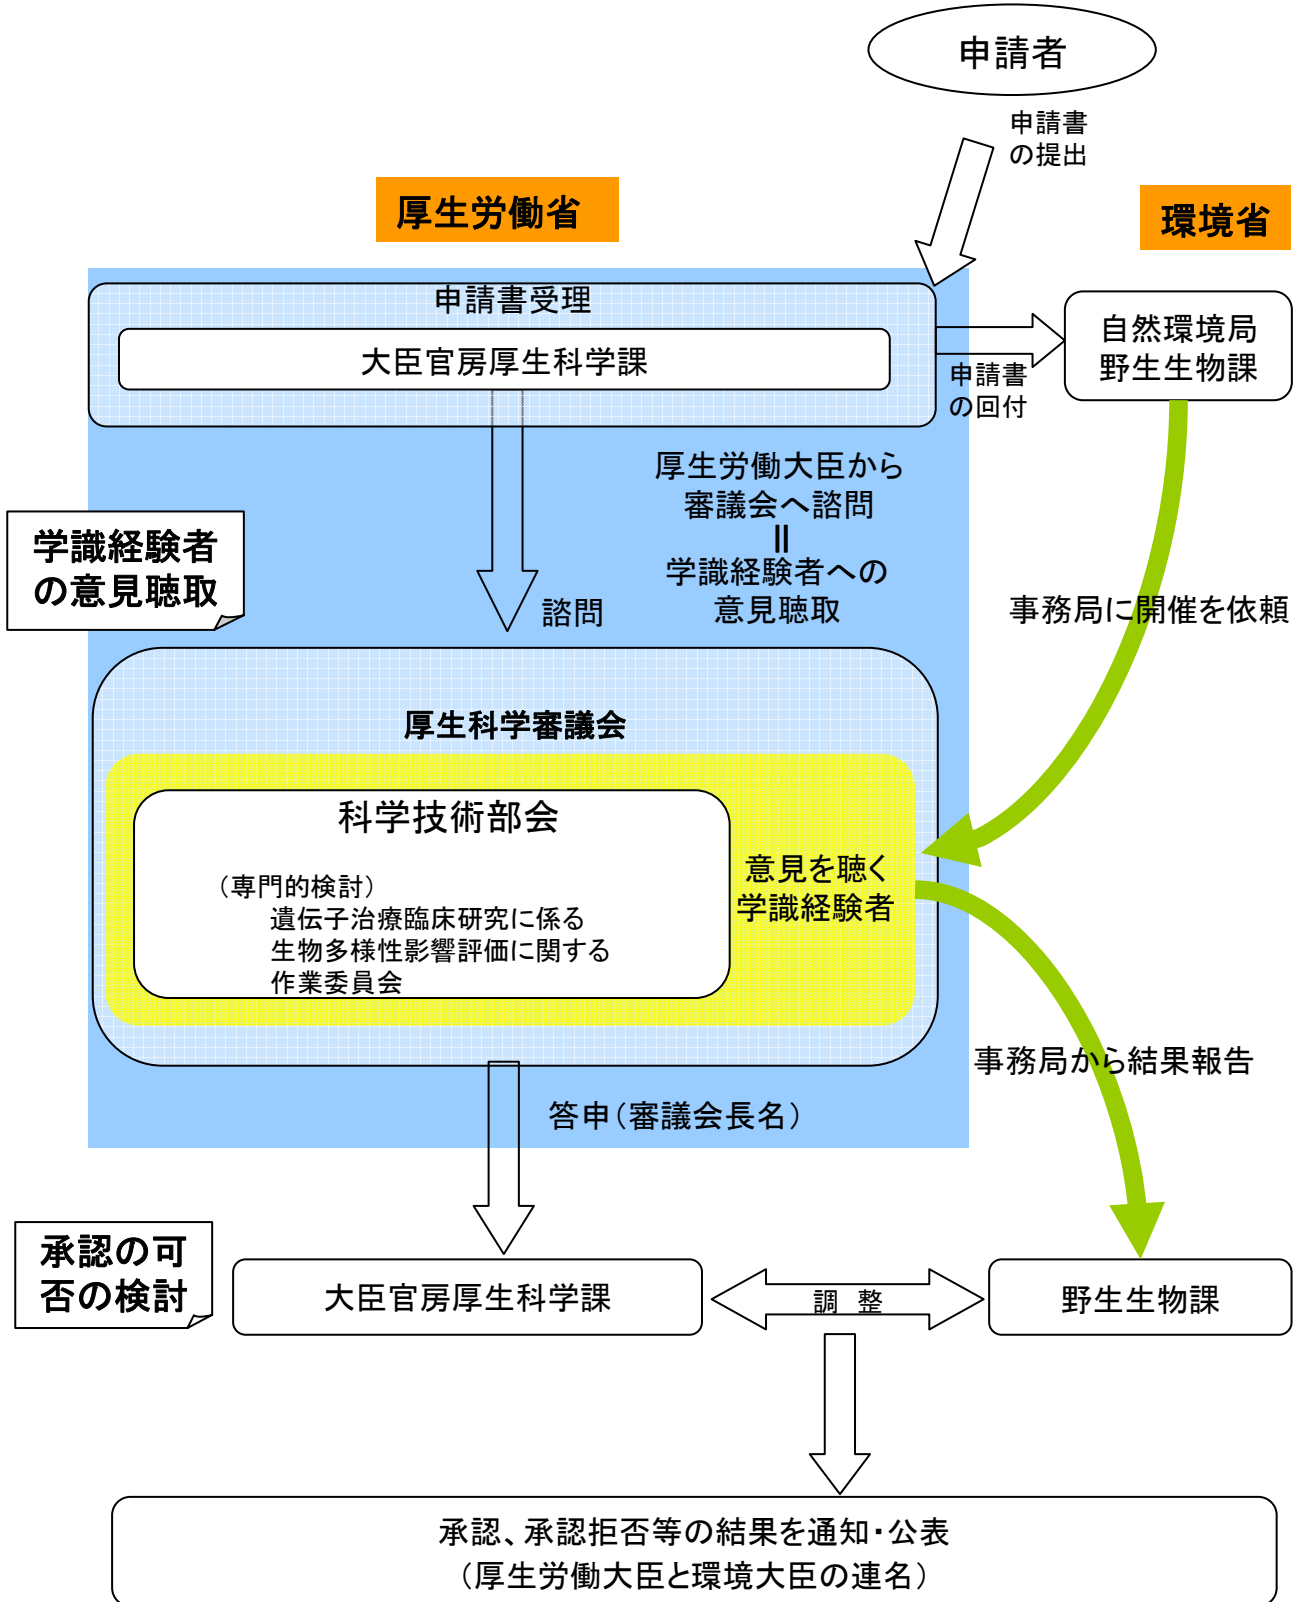 申請者
申請書
の提出
厚生労働省
環境省
申請書受理
大臣官房厚生科学課
自然環境局
野生生物課
申請書
の回付
厚生労働大臣から
審議会へ諮問
||
学識経験者への
意見聴取
学識経験者
の意見聴取
諮問
事務局に開催を依頼
厚生科学審議会
科学技術部会
（専門的検討）
遺伝子治療臨床研究に係る
生物多様性影響評価に関する
作業委員会
意見を聴く
学識経験者
事務局から結果報告
答申（審議会長名）
承認の可
否の検討
大臣官房厚生科学課
調　整
野生生物課
承認、承認拒否等の結果を通知・公表
（厚生労働大臣と環境大臣の連名）